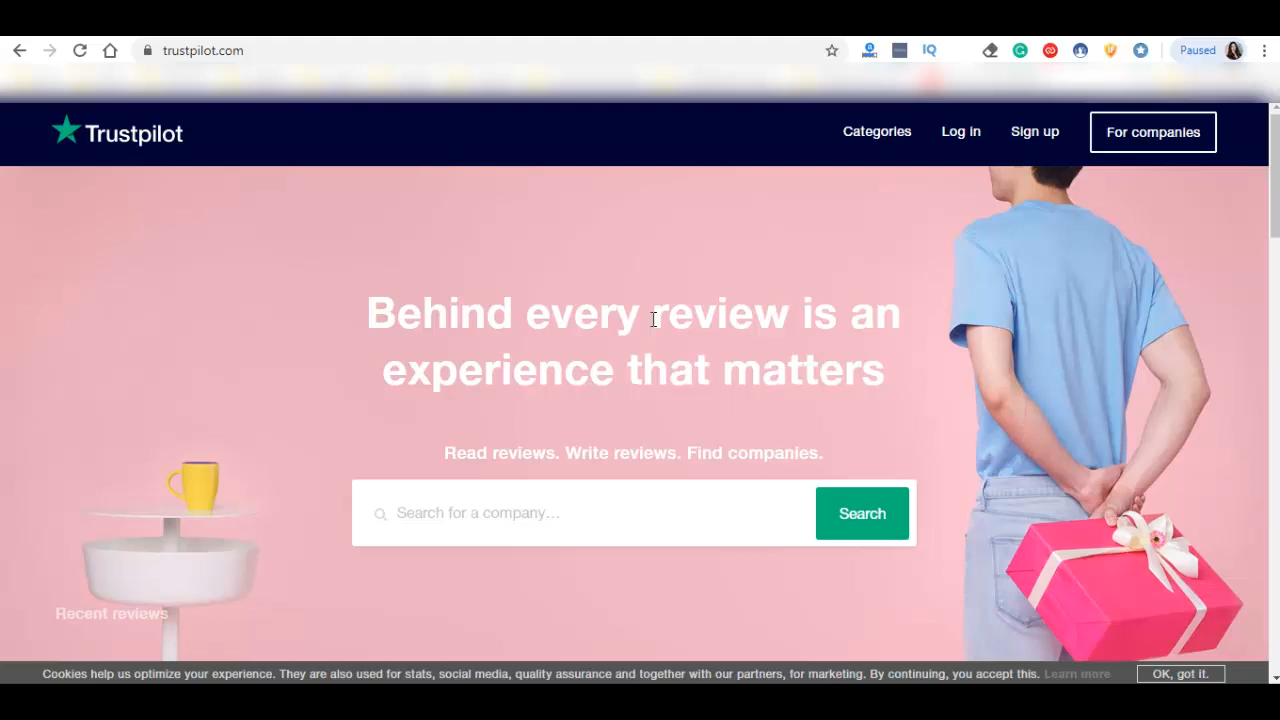 trustpilot.com
IQ
Paused
Trustpilot
Categories
Log in
Sign up
For companies
Behind every review is an
experience that matters
Read reviews. Write reviews. Find companies.
Search for a company...
Search
Recent reviews
Cookies help us optimize your experience. They are also used for stats, social media, quality assurance and together with our partners, for marketing. By continuing, you accept this. Learn more
OK, got it.